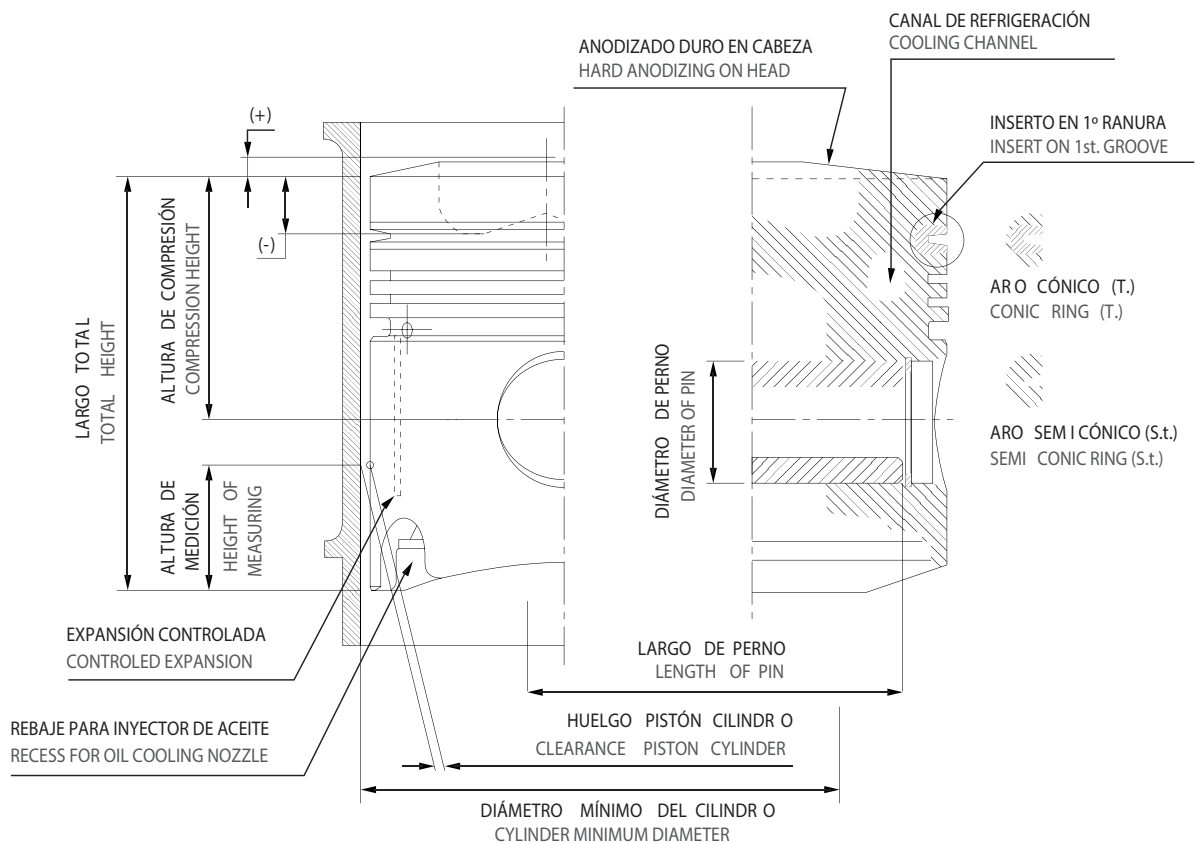 CANAL DE REFRIGERACIÓN
COOLING CHANNEL
ANODIZADO DURO EN CABEZA
HARD ANODIZING ON HEAD
INSERTO EN 1º RANURA
INSERT ON 1st. GROOVE
(+)
(-)
LARGO TOTAL
TOTAL HEIGHT
ALTURA DE COMPRESIÓN
COMPRESSION HEIGHT
ALTURA DE
MEDICIÓN
HEIGHT OF
MEASURING
DIÁMETRO DE PERNO
DIAMETER OF PIN
ARO CÓNICO (T.)
CONIC RING (T.)
ARO SEMI CÓNICO (S.t.)
SEMI CONIC RING (S.t.)
EXPANSIÓN CONTROLADA
CONTROLED EXPANSION
REBAJE PARA INYECTOR DE ACEITE
RECESS FOR OIL COOLING NOZZLE
LARGO DE PERNO
LENGTH OF PIN
HUELGO PISTÓN CILINDRO
CLEARANCE PISTON CYLINDER
DIÁMETRO MÍNIMO DEL CILINDRO
CYLINDER MINIMUM DIAMETER